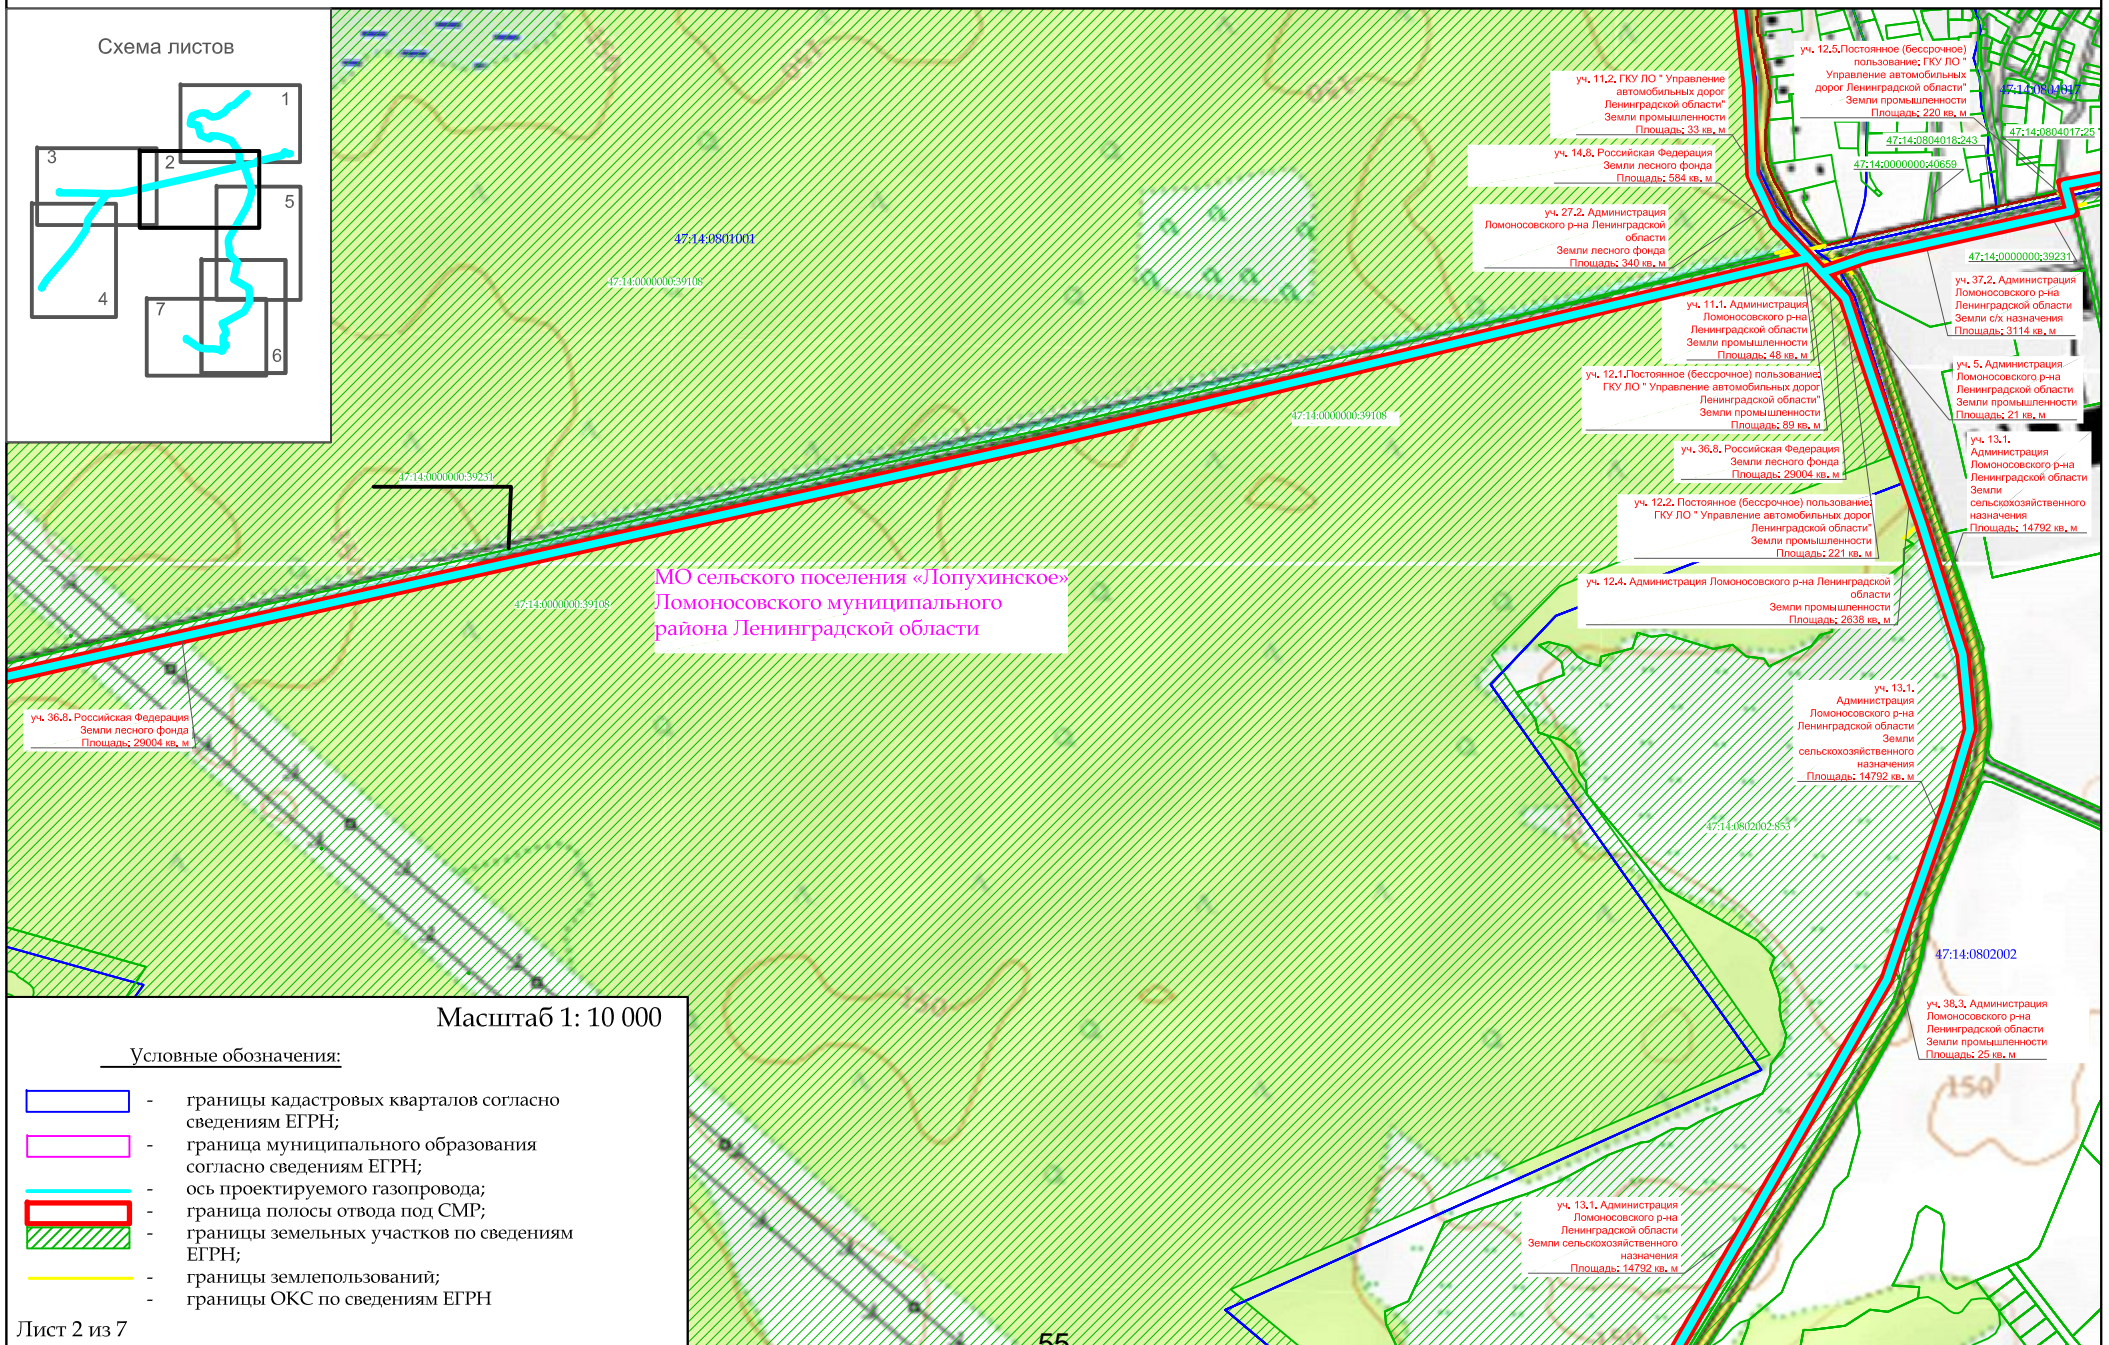 Схема листов
1
2
3
4
5
6
7
47:14:0801001
47:14:0000000:39108
47:14:0000000:39108
47:14:0000000:39231
47:14:0000000:39108
МО сельского поселения «Лопухинское»
Ломоносовского муниципального
района Ленинградской области
уч. 36.8. Российская Федерация
Земли лесного фонда
Площадь: 29004 кв. м
уч. 11.2. ГКУ ЛО " Управление
автомобильных дорог
Ленинградской области"
Земли промышленности
Площадь: 33 кв. м
уч. 14.8. Российская Федерация
Земли лесного фонда
Площадь: 584 кв. м
уч. 27.2. Администрация
Ломоносовского р-на Ленинградской
области
Земли лесного фонда
Площадь: 340 кв. м
уч. 12.5.Постоянное (бессрочное)
пользование: ГКУ ЛО "
Управление автомобильных
дорог Ленинградской области"
Земли промышленности
Площадь: 220 кв. м
47:14:0804017
47:14:0804017:25
47:14:0804018:243
47:14:0000000:40659
47:14:0000000:39231
уч. 37.2. Администрация
Ломоносовского р-на
Ленинградской области
Земли с/х назначения
Площадь: 3114 кв. м
уч. 11.1. Администрация
Ломоносовского р-на
Ленинградской области
Земли промышленности
Площадь: 48 кв. м
уч. 12.1.Постоянное (бессрочное) пользование:
ГКУ ЛО " Управление автомобильных дорог
Ленинградской области"
Земли промышленности
Площадь: 89 кв. м
уч. 5. Администрация
Ломоносовского р-на
Ленинградской области
Земли промышленности
Площадь: 21 кв. м
уч. 36.8. Российская Федерация
Земли лесного фонда
Площадь: 29004 кв. м
уч. 13.1.
Администрация
Ломоносовского р-на
Ленинградской области
Земли
сельскохозяйственного
назначения
Площадь: 14792 кв. м
уч. 12.2. Постоянное (бессрочное) пользование:
ГКУ ЛО " Управление автомобильных дорог
Ленинградской области"
Земли промышленности
Площадь: 221 кв. м
уч. 12.4. Администрация Ломоносовского р-на Ленинградской
области
Земли промышленности
Площадь: 2638 кв. м
уч. 13.1.
Администрация
Ломоносовского р-на
Ленинградской области
Земли
сельскохозяйственного
назначения
Площадь: 14792 кв. м
47:14:0802002:853
47:14:0802002
уч. 38.3. Администрация
Ломоносовского р-на
Ленинградской области
Земли промышленности
Площадь: 25 кв. м
150
150
уч. 13.1. Администрация
Ломоносовского р-на
Ленинградской области
Земли сельскохозяйственного
назначения
Площадь: 14792 кв. м
Масштаб 1: 10 000
Условные обозначения:
- границы кадастровых кварталов согласно
сведениям ЕГРН;
- граница муниципального образования
согласно сведениям ЕГРН;
- ось проектируемого газопровода;
- граница полосы отвода под СМР;
- границы земельных участков по сведениям
ЕГРН;
- границы землепользований;
- границы ОКС по сведениям ЕГРН
Лист 2 из 7
55